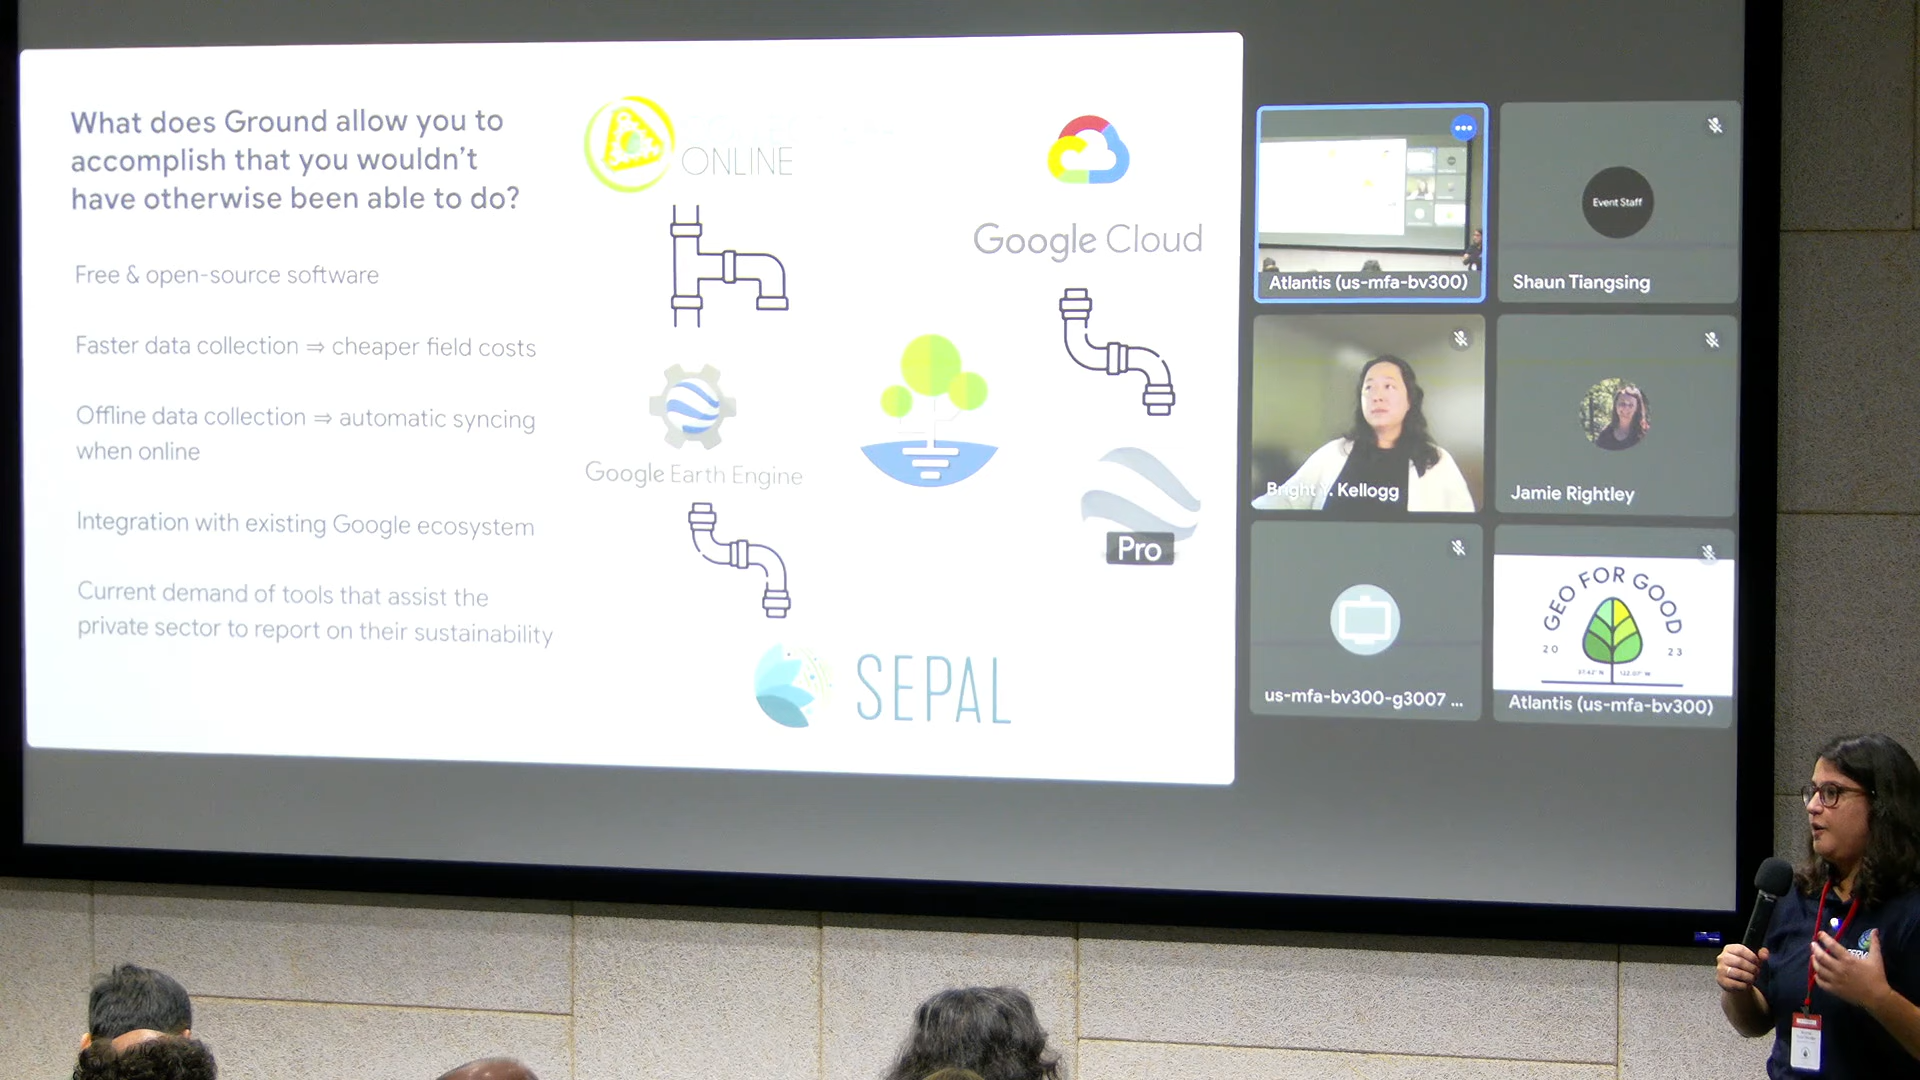 What does Ground allow you to
accomplish that you wouldn't
have otherwise been able to do?
Free & open-source software
Faster data collection ⇒ cheaper field costs
Offline data collection ⇒ automatic syncing
when online
Integration with existing Google ecosystem
Current demand of tools that assist the
private sector to report on their sustainability
ONLINE
Google Cloud
Google Earth Engine
Pro
SEPAL
Atlantis (us-mfa-bv300)
Event Staff
Shaun Tiangsing
Bright Y. Kellogg
Jamie Rightley
us-mfa-bv300-g3007 ...
GEO FOR GOOD
20 23
Atlantis (us-mfa-bv300)